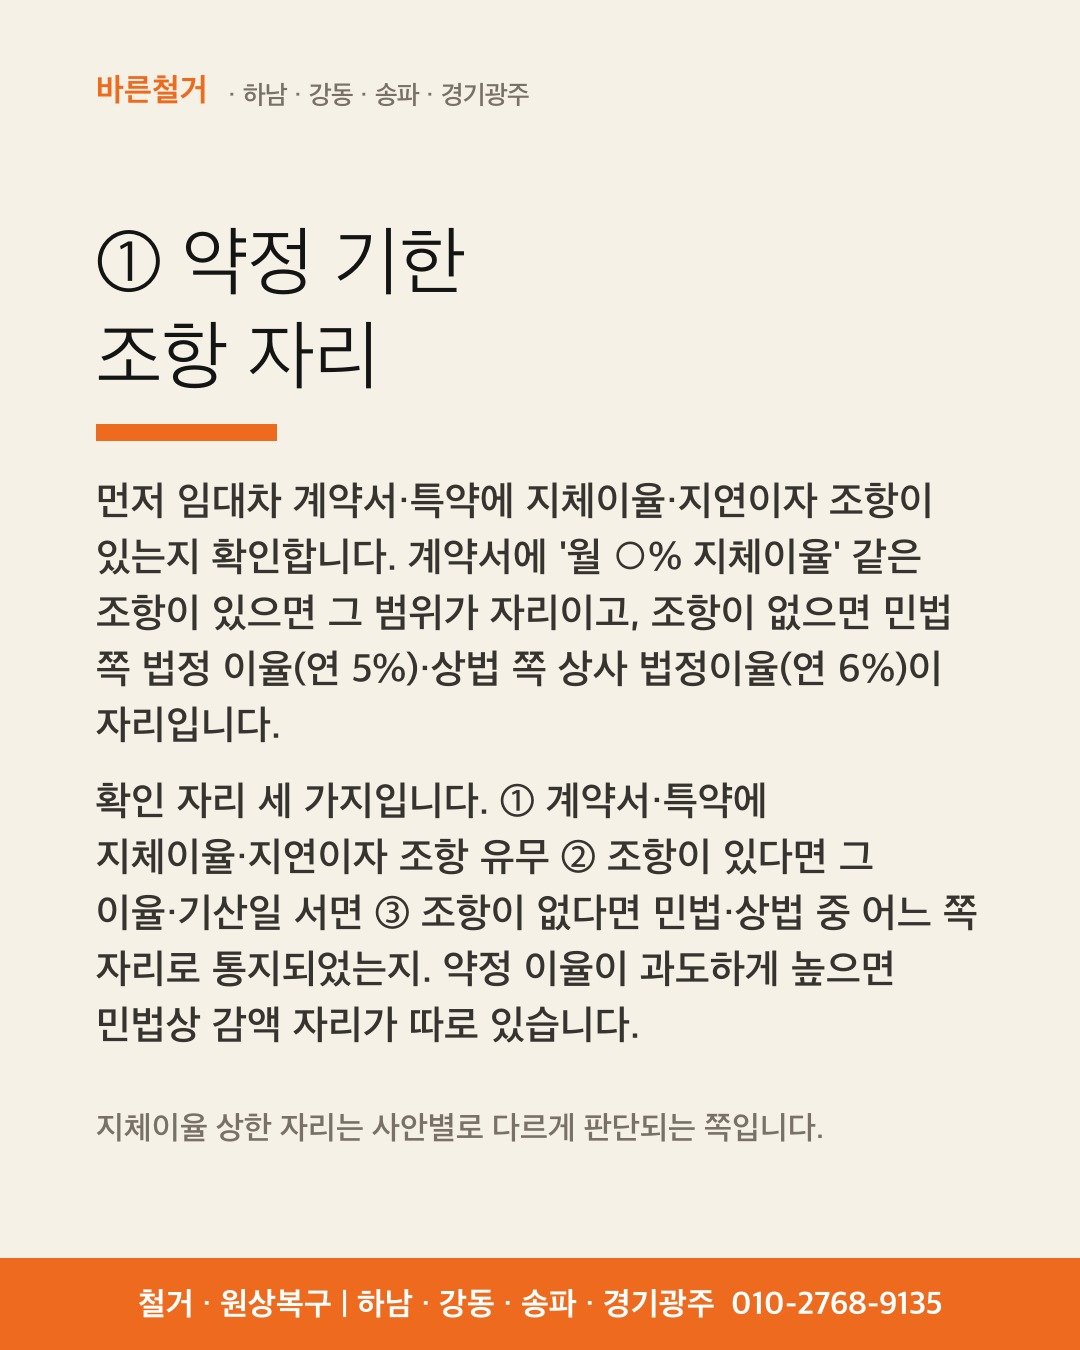 바른철거 · 하남 · 강동 · 송파 · 경기광주
① 약정 기한
조항 자리
먼저 임대차 계약서·특약에 지체이율·지연이자 조항이
있는지 확인합니다. 계약서에 '월 ○% 지체이율' 같은
조항이 있으면 그 범위가 자리이고, 조항이 없으면 민법
쪽 법정 이율(연 5%)·상법 쪽 상사 법정이율(연 6%)이
자리입니다.
확인 자리 세 가지입니다. ① 계약서·특약에
지체이율·지연이자 조항 유무 ② 조항이 있다면 그
이율·기산일 서면 ③ 조항이 없다면 민법·상법 중 어느 쪽
자리로 통지되었는지. 약정 이율이 과도하게 높으면
민법상 감액 자리가 따로 있습니다.
지체이율 상한 자리는 사안별로 다르게 판단되는 쪽입니다.
철거 · 원상복구 | 하남 · 강동 · 송파 · 경기광주 010-2768-9135